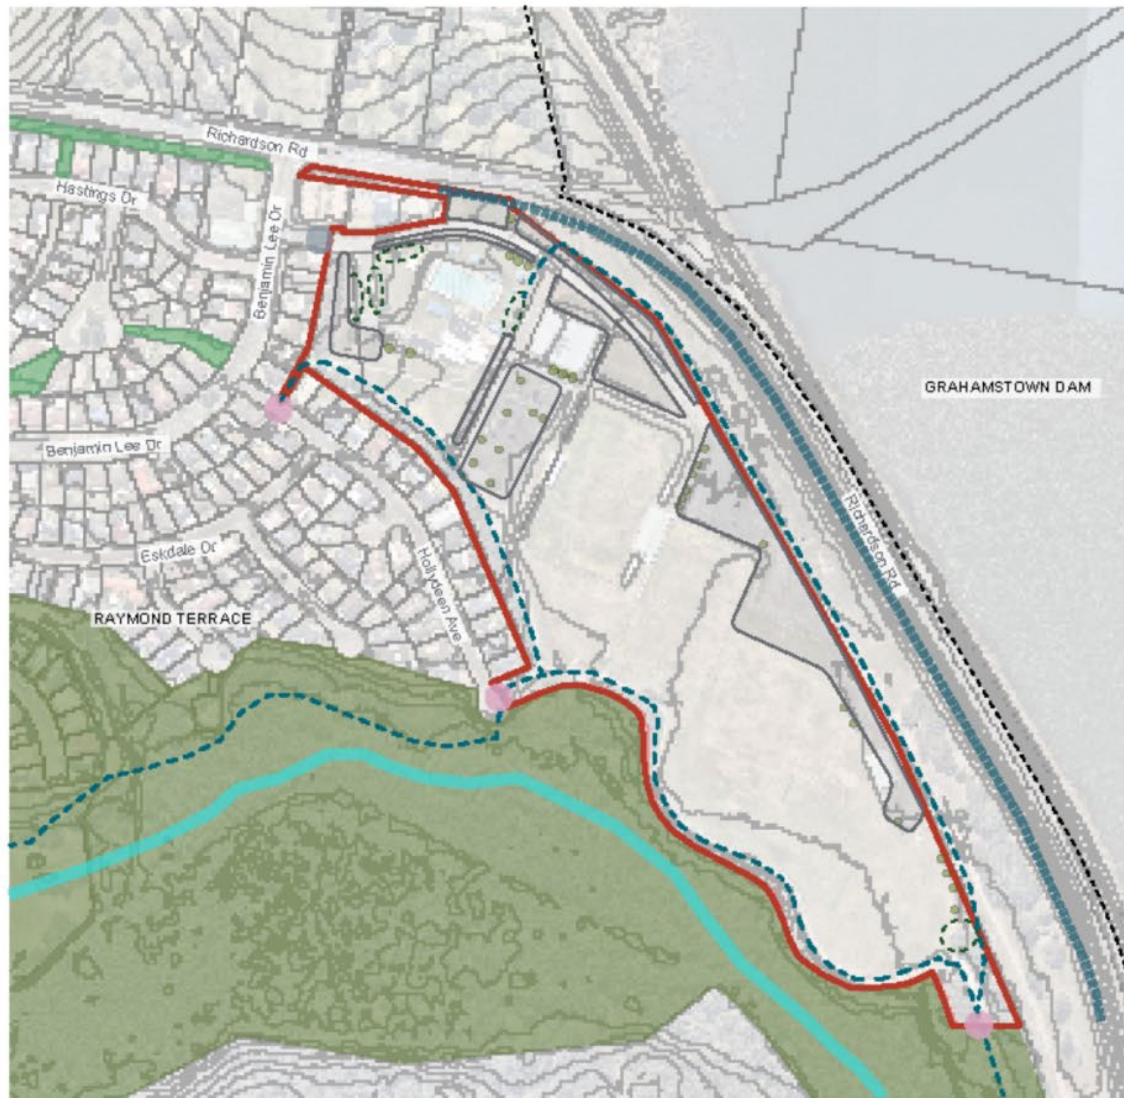 Richardson Rd
Hastings Dr
Benjamin Lee Dr
GRAHAMSTOWN DAM
Benjamin Lee Dr
Richardson Rd
Eskdale Dr
Hollydeen Ave
RAYMOND TERRACE